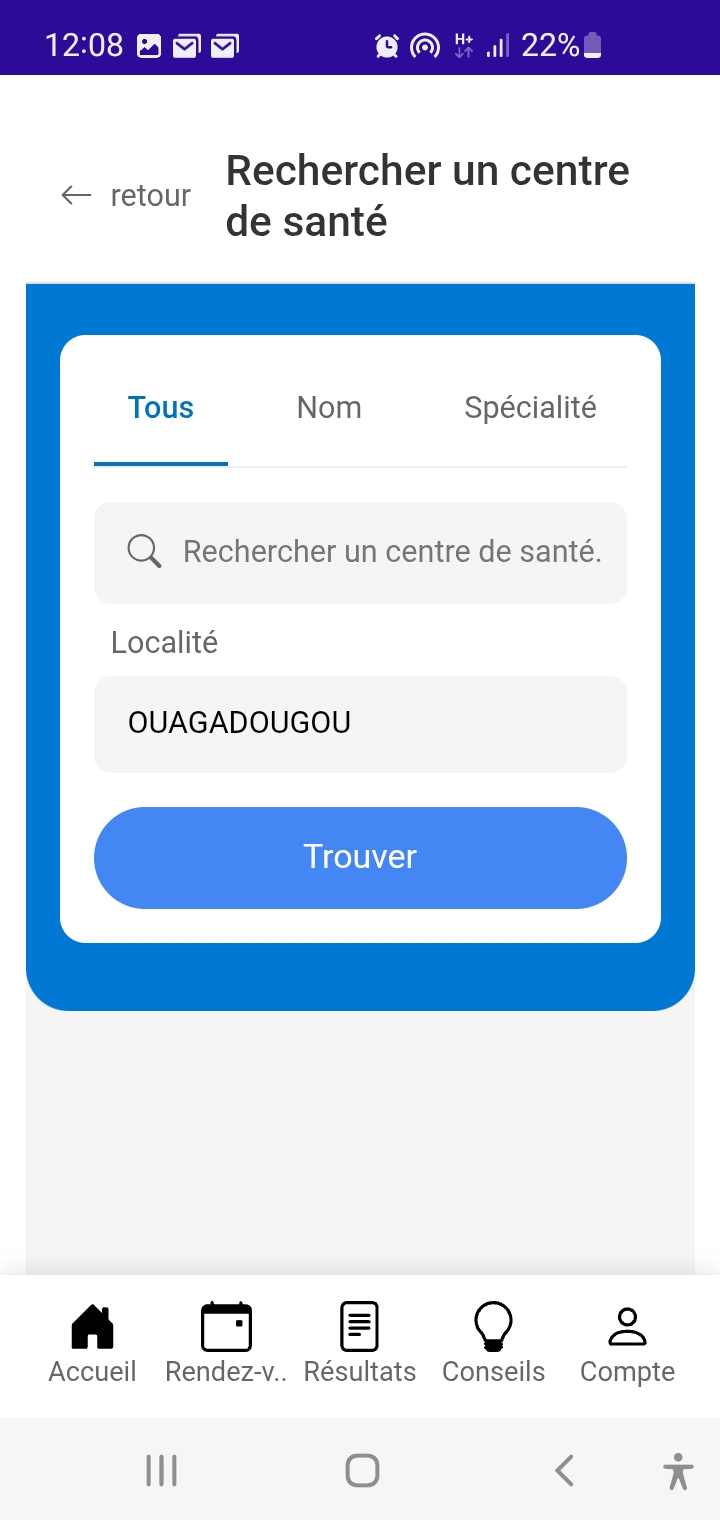 12:08 H+ 22%
← retour
Rechercher un centre
de santé
Tous Nom Spécialité
Rechercher un centre de santé.
Localité
OUAGADOUGOU
Trouver
Accueil Rendez-v.. Résultats Conseils Compte